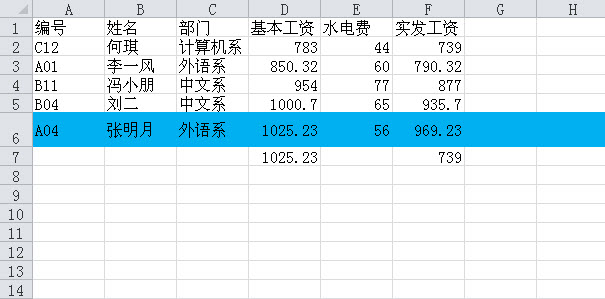 A B C D E F G H
1 编号 姓名 部门 基本工资 水电费 实发工资
2 C12 何琪 计算机系 783 44 739
3 A01 李一风 外语系 850.32 60 790.32
4 B11 冯小朋 中文系 954 77 877
5 B04 刘二 中文系 1000.7 65 935.7
6 A04 张明月 外语系 1025.23 56 969.23
7 1025.23 739
8
9
10
11
12
13
14